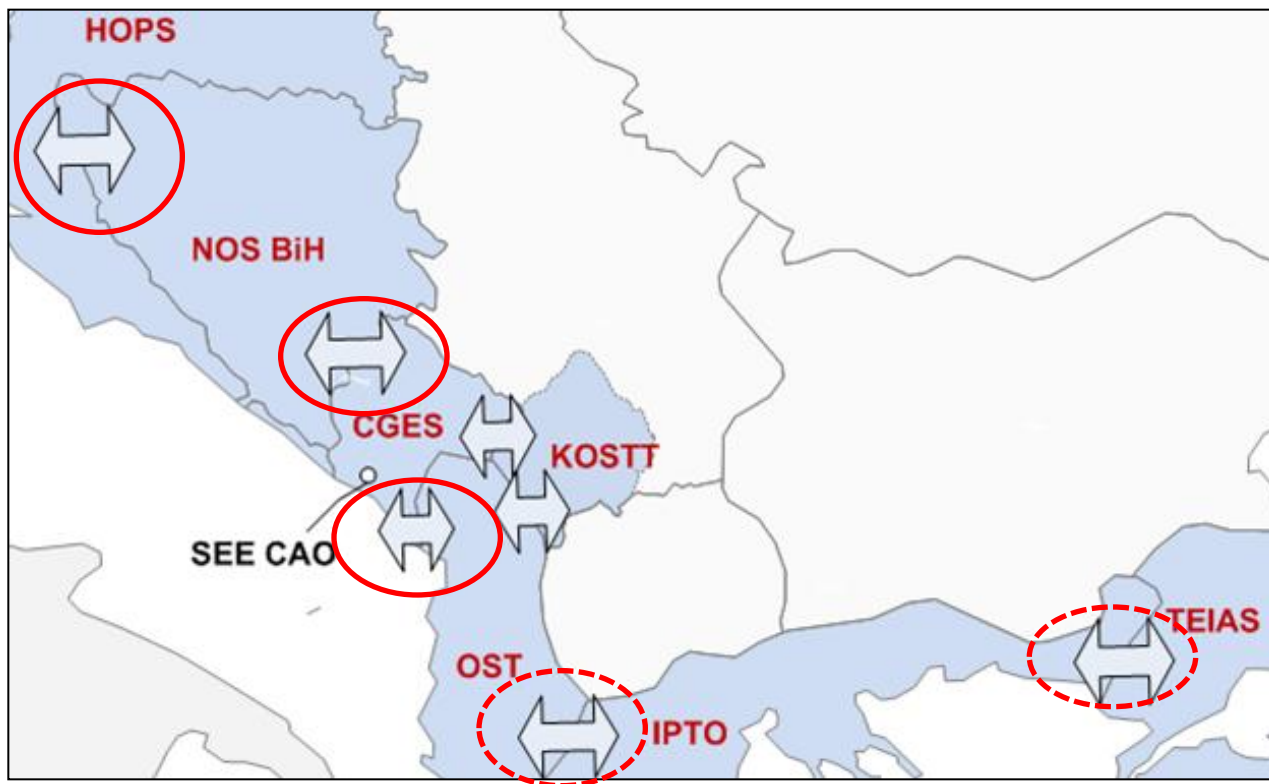 HOPS
NOS BiH
CGES
KOSTT
SEE CAO
TEIAS
OST
IPTO